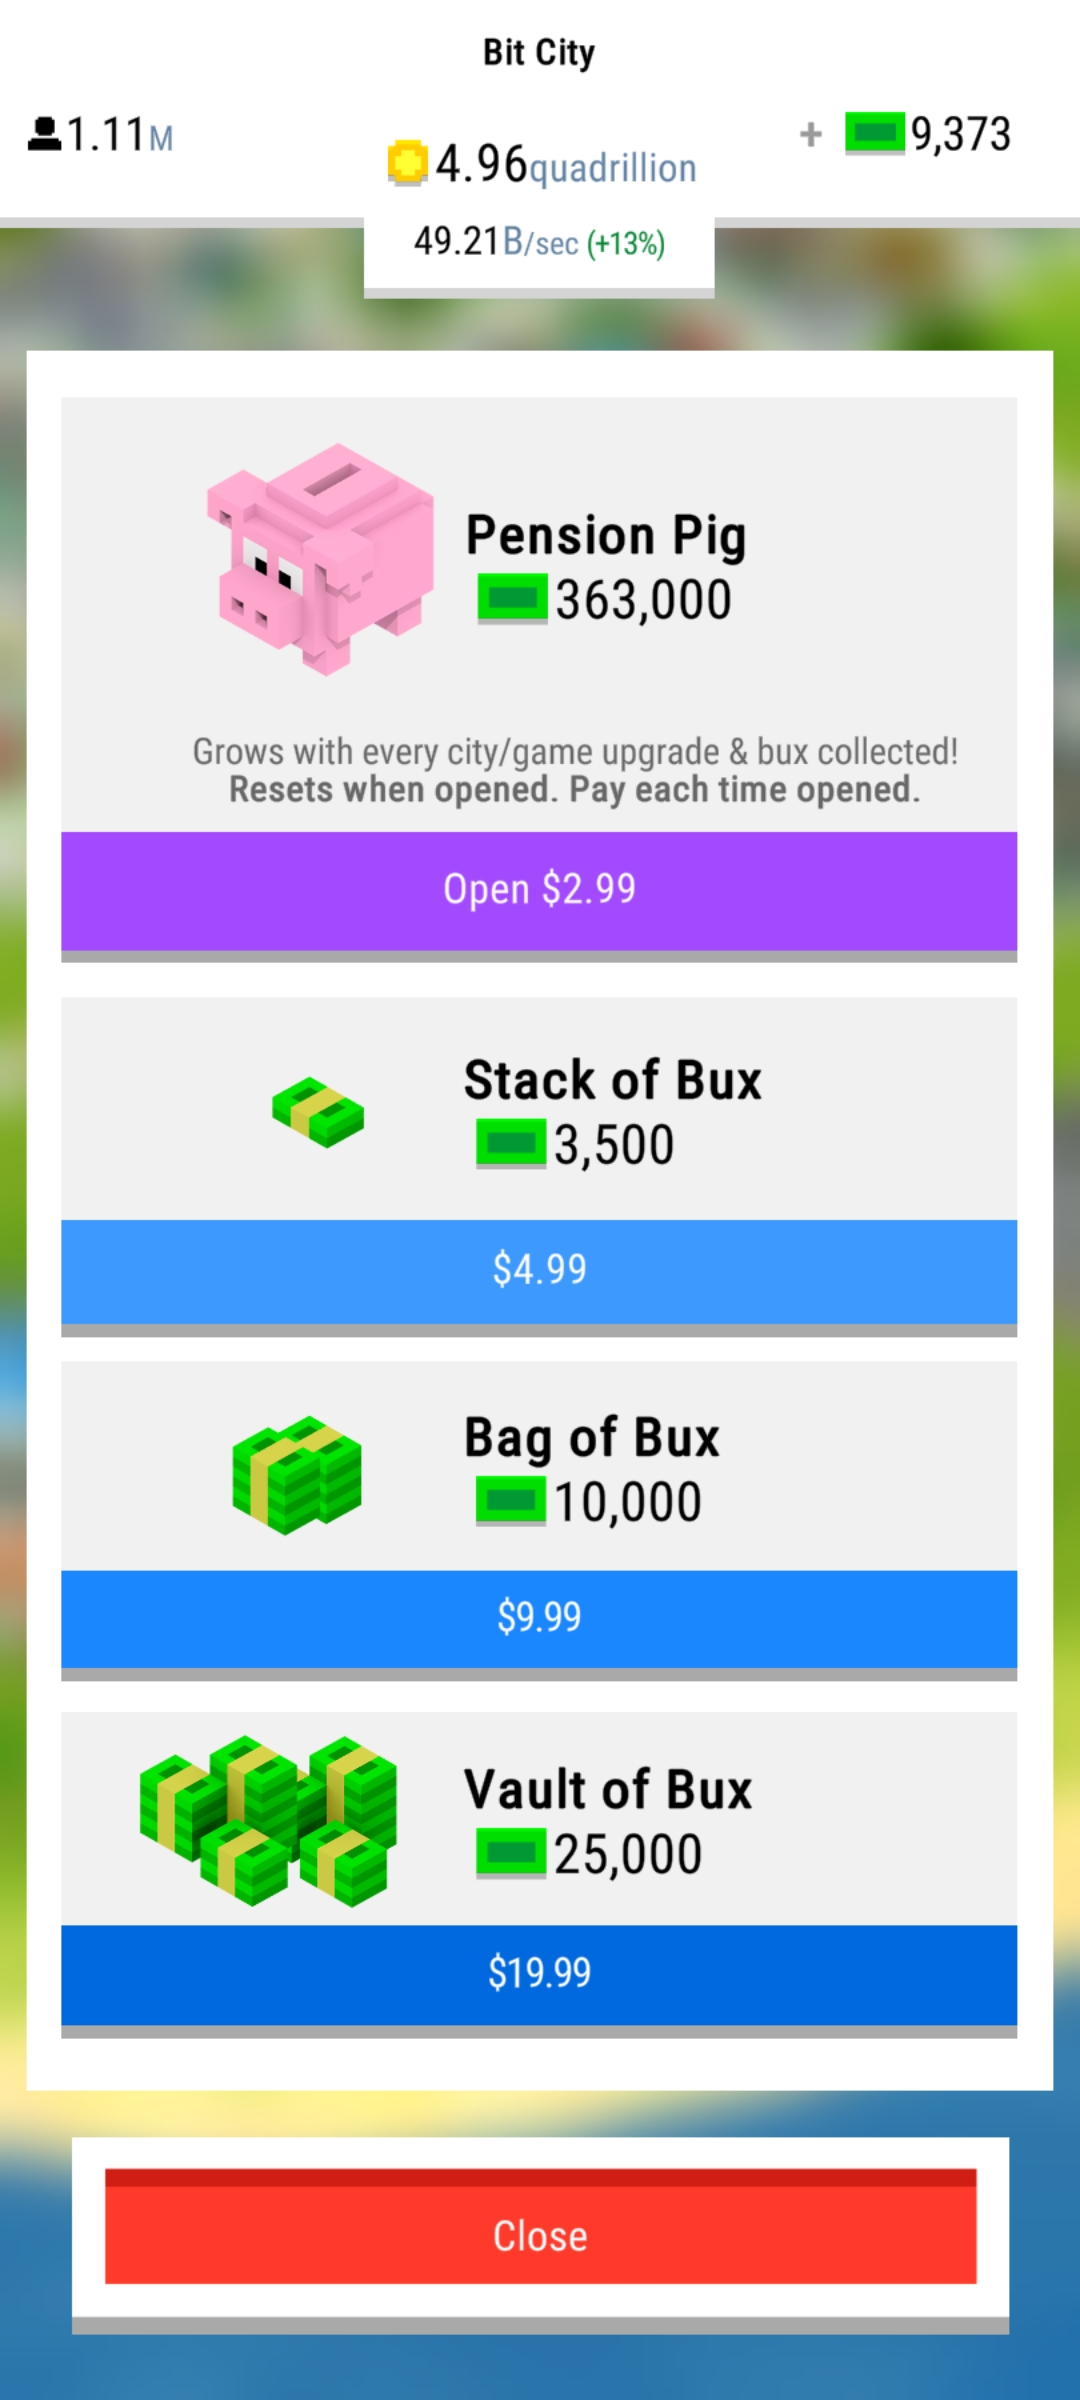 Bit City
1.11M
+ 9,373
4.96quadrillion
49.21B/sec (+13%)
Pension Pig
363,000
Grows with every city/game upgrade & bux collected!
Resets when opened. Pay each time opened.
Open $2.99
Stack of Bux
3,500
$4.99
Bag of Bux
10,000
$9.99
Vault of Bux
25,000
$19.99
Close